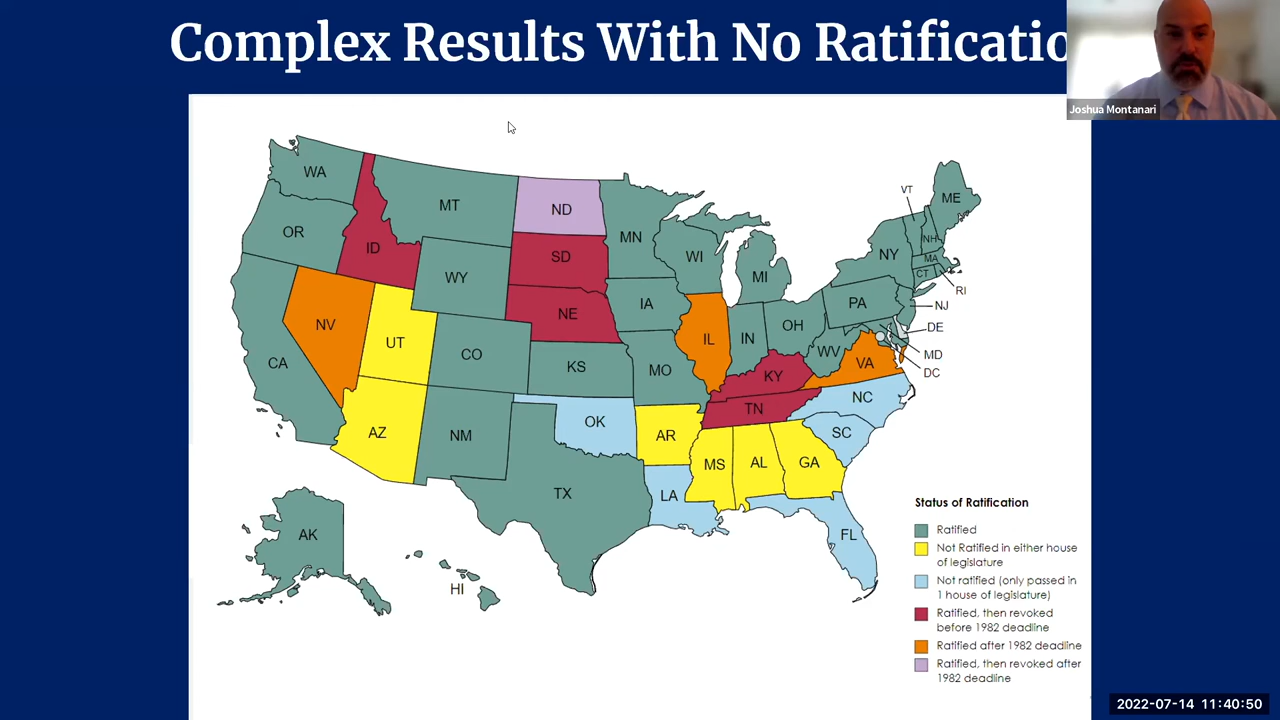 Complex Results With No Ratificatio
Joshua Montanari
WA
MT
ND
MN
VT
ME
OR
ID
SD
WI
NH
NY
MA
WY
MI
CT
RI
NE
IA
PA
NJ
NV
IL
IN
OH
DE
UT
CO
WV
MD
CA
KS
MO
KY
VA
DC
TN
NC
AZ
NM
OK
AR
SC
MS
AL
GA
TX
LA
FL
AK
HI
Status of Ratification
Ratified
Not Ratified in either house
of legislature
Not ratified (only passed in
1 house of legislature)
Ratified, then revoked
before 1982 deadline
Ratified after 1982 deadline
Ratified, then revoked after
1982 deadline
2022-07-14 11:40:50